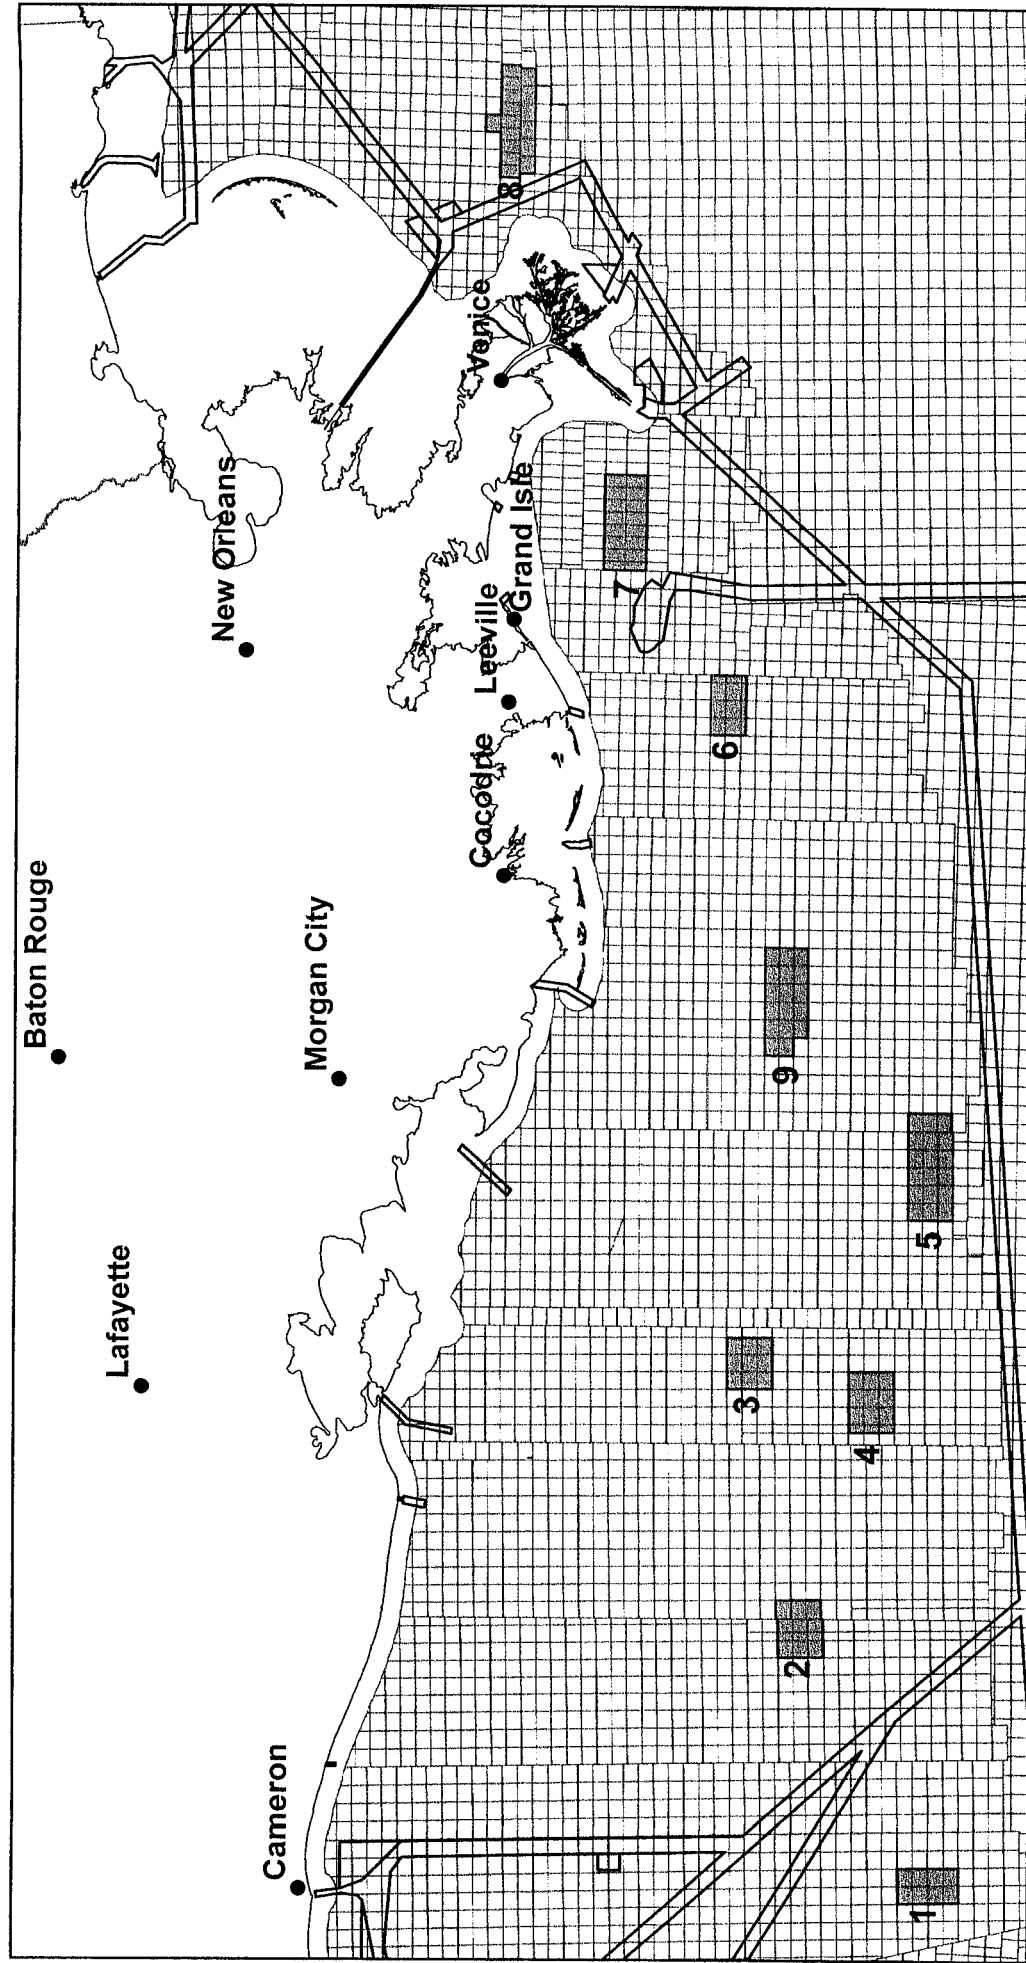 Baton Rouge
Lafayette
New Orleans
Cameron
Morgan City
Cocodrie
Leeville
Venice
Grand Isle
8
7
6
3
9
2
4
1
5